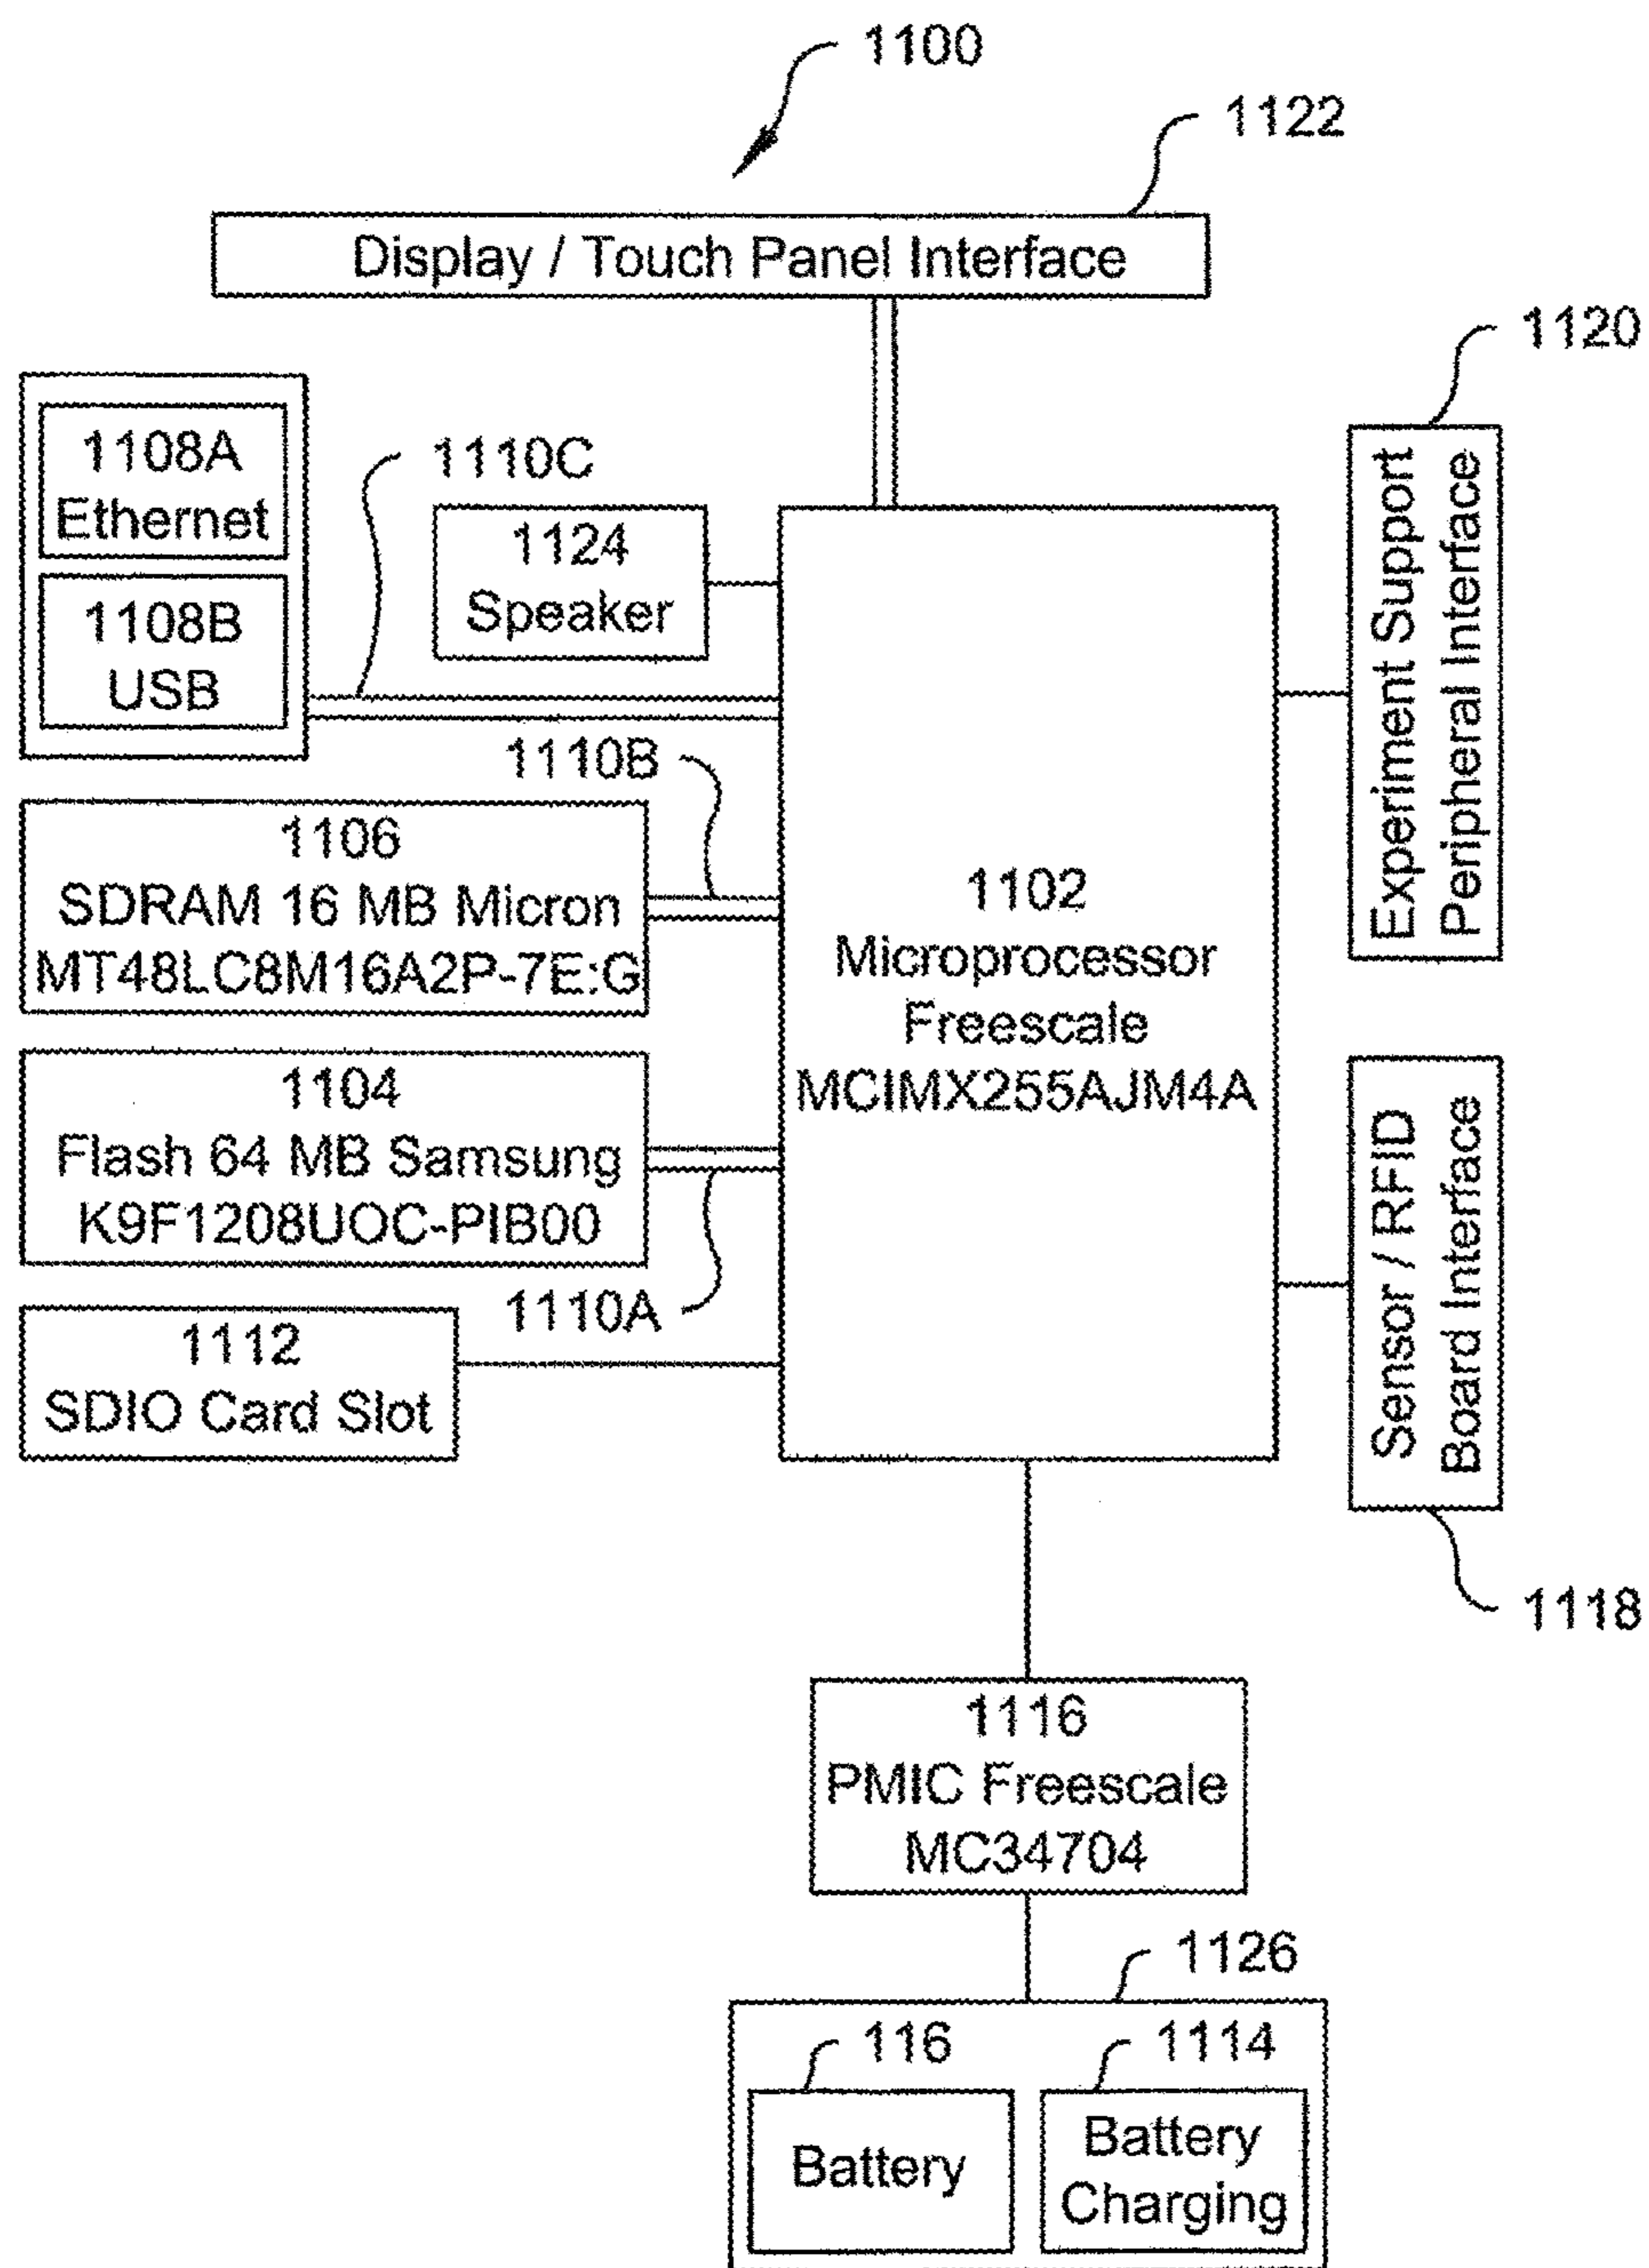 1100
1122
Display / Touch Panel Interface
1120
1108A
Ethernet
1108B
USB
1110C
1124
Speaker
Experiment Support
Peripheral Interface
1110B
1106
SDRAM 16 MB Micron
MT48LC8M16A2P-7E:G
1102
Microprocessor
Freescale
MCIMX255AJM4A
1104
Flash 64 MB Samsung
K9F1208UOC-PIB00
1110A
1112
SDIO Card Slot
Sensor / RFID
Board Interface
1118
1116
PMIC Freescale
MC34704
1126
116
1114
Battery
Battery
Charging